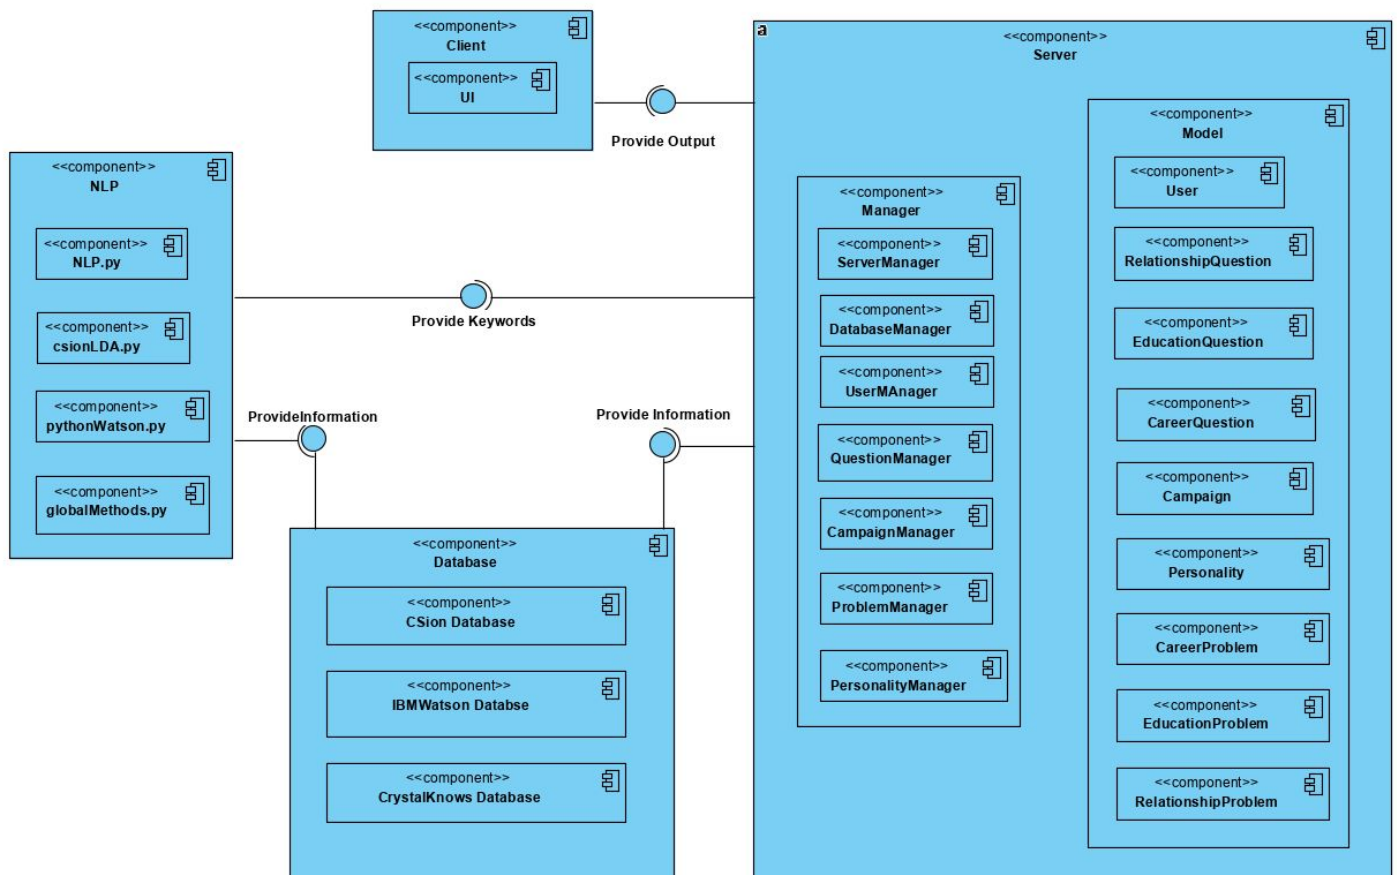 <<component>>
Client
<<component>>
UI
Provide Output
a
<<component>>
Server
<<component>>
NLP
<<component>>
NLP.py
<<component>>
csionLDA.py
<<component>>
pythonWatson.py
<<component>>
globalMethods.py
Provide Keywords
ProvideInformation
Provide Information
<<component>>
Database
<<component>>
CSion Database
<<component>>
IBMWatson Databse
<<component>>
CrystalKnows Database
<<component>>
Manager
<<component>>
ServerManager
<<component>>
DatabaseManager
<<component>>
UserMAnager
<<component>>
QuestionManager
<<component>>
CampaignManager
<<component>>
ProblemManager
<<component>>
PersonalityManager
<<component>>
Model
<<component>>
User
<<component>>
RelationshipQuestion
<<component>>
EducationQuestion
<<component>>
CareerQuestion
<<component>>
Campaign
<<component>>
Personality
<<component>>
CareerProblem
<<component>>
EducationProblem
<<component>>
RelationshipProblem